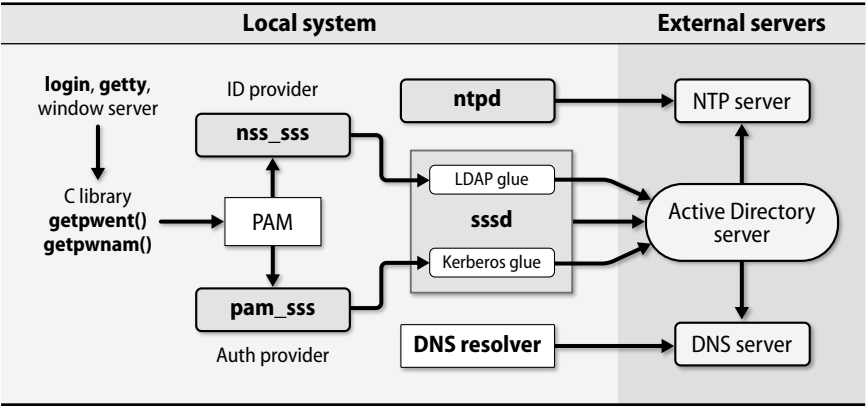 Local system
External servers
login, getty,
window server
C library
getpwent()
getpwnam()
ID provider
nss_sss
PAM
pam_sss
Auth provider
ntpd
LDAP glue
sssd
Kerberos glue
DNS resolver
NTP server
Active Directory
server
DNS server